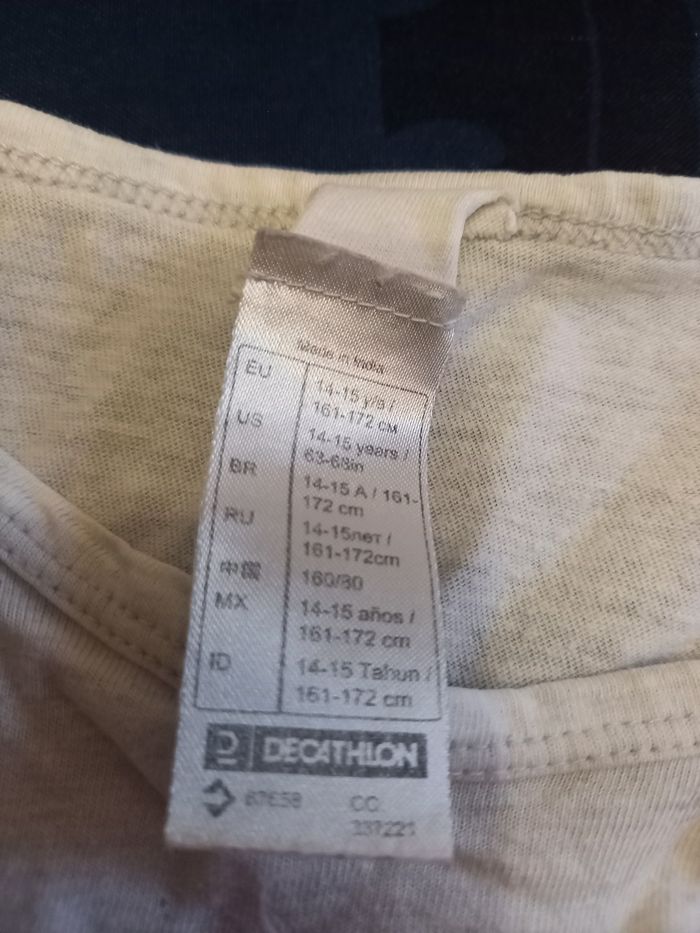 Made in India
EU 14-15 y/a /
161-172 CM
US 14-15 years /
63-68in
BR 14-15 A / 161-
172 cm
RU 14-15лет /
161-172cm
中国 160/80
MX 14-15 años /
161-172 cm
ID 14-15 Tahun /
161-172 cm
DECATHLON
CC.
337221